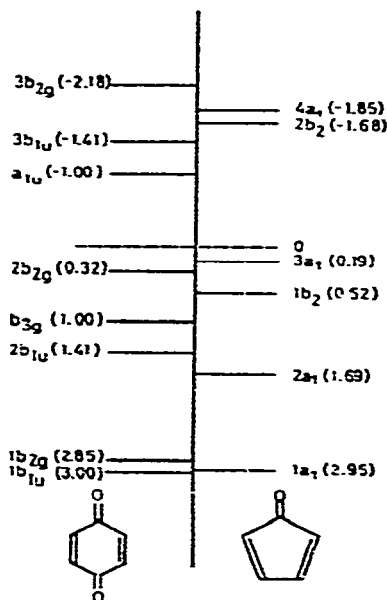 3b2g (-2.18)
3b1u (-1.41)
a1u (-1.00)
2b2g (0.32)
b3g (1.00)
2b1u (1.41)
1b2g (2.85)
1b1u (3.00)
O
O
4a1 (-1.85)
2b2 (-1.68)
0
3a1 (0.19)
1b2 (0.52)
2a1 (1.69)
1a1 (2.95)
O